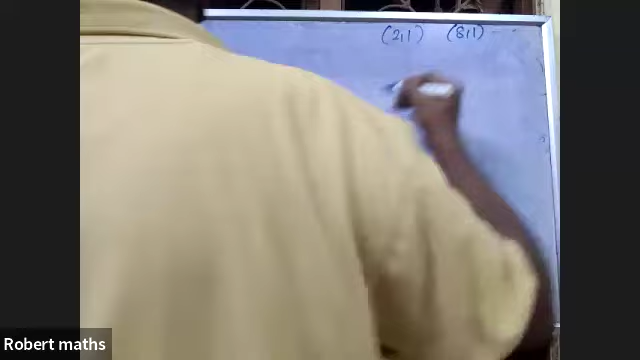 (2,1) (8,1) ---
Robert maths